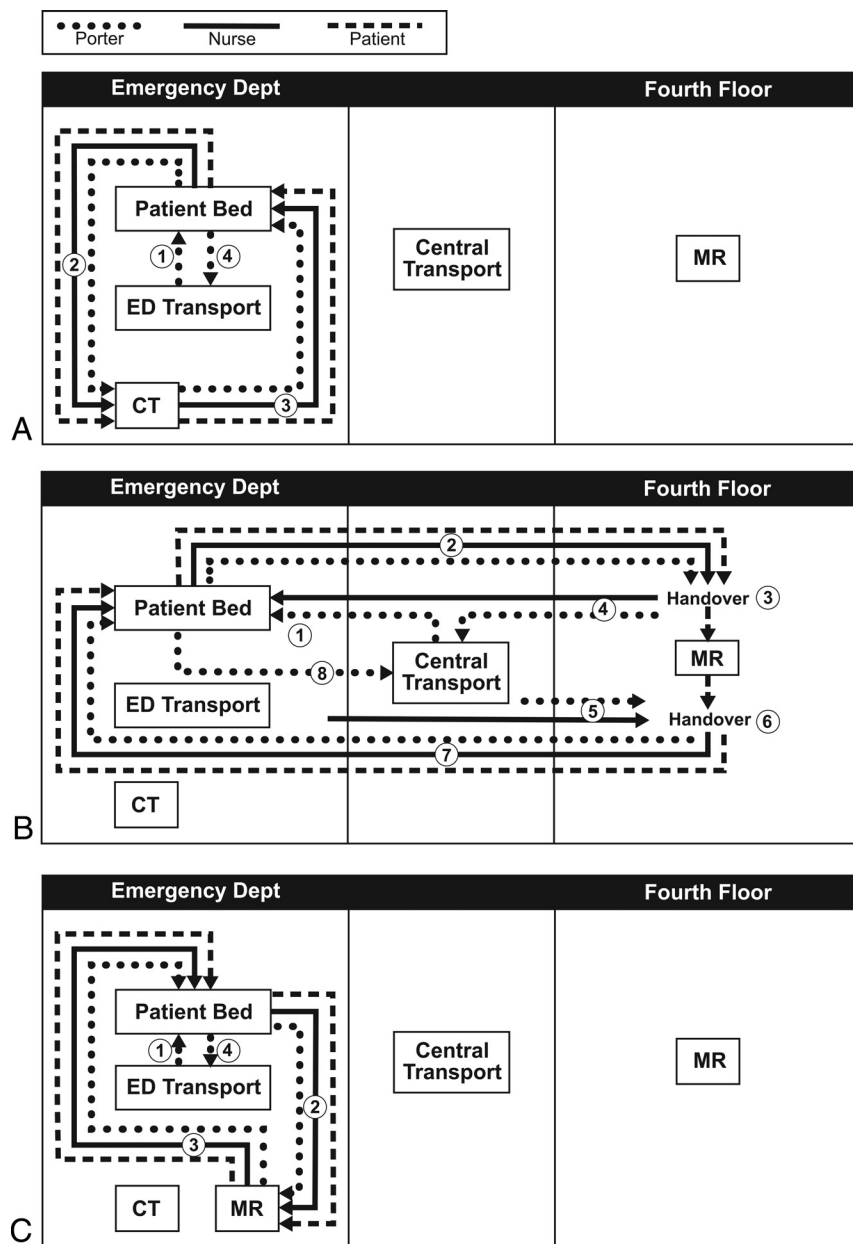 Porter Nurse Patient
Emergency Dept Fourth Floor
Patient Bed
1 4
2
Central
Transport
MR
ED Transport
CT
3
A
Emergency Dept Fourth Floor
2
Patient Bed
Handover 3
4
1
Central
Transport
MR
8
ED Transport
5
Handover 6
7
CT
B
Emergency Dept Fourth Floor
Patient Bed
1 4
Central
Transport
MR
ED Transport
2
3
CT MR
C